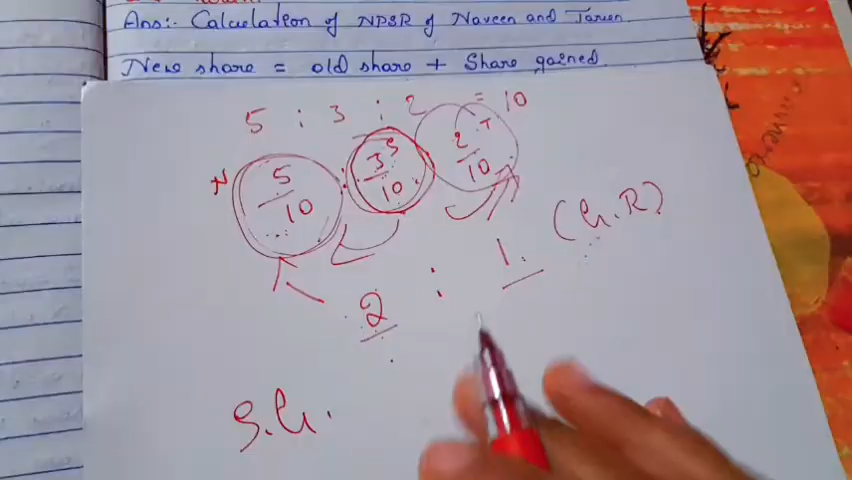 Ans:- Calculation of NPSR of Naveen and Tarun
New share = old share + Share gained
5 : 3 : 2 = 10
N 5/10 : 3/10 S 2/10 T
2 : 1 (G.R)
S.G.